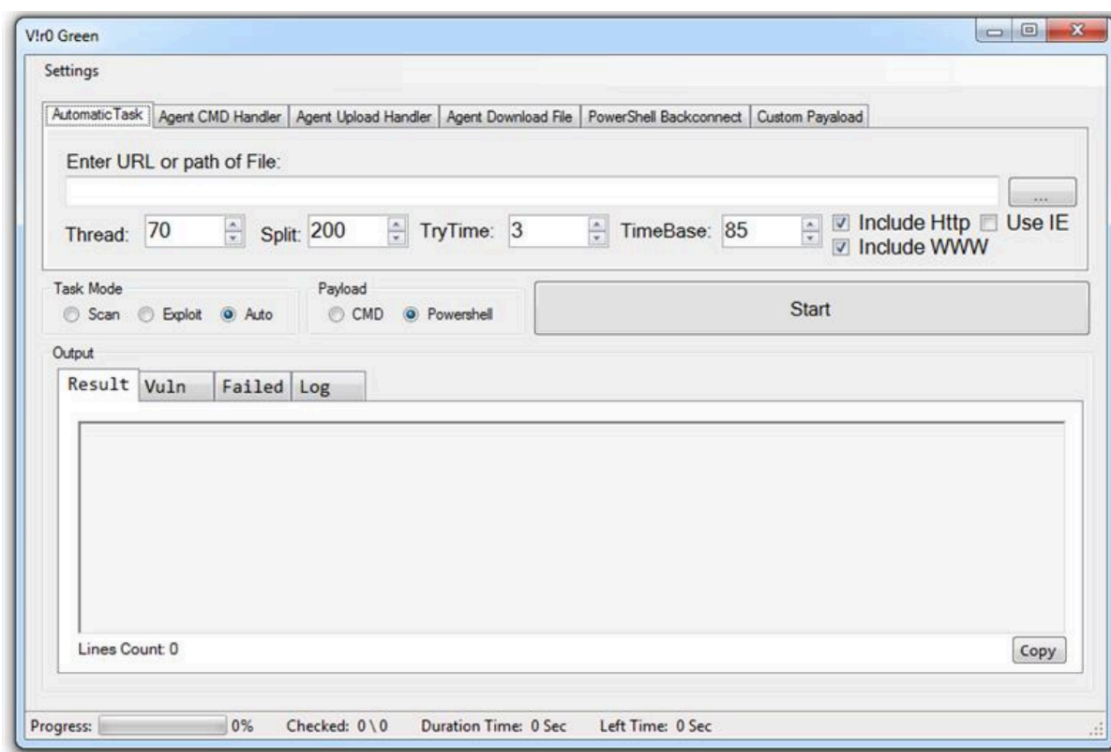 V!r0 Green
Settings
AutomaticTask Agent CMD Handler Agent Upload Handler Agent Download File PowerShell Backconnect Custom Payaload
Enter URL or path of File:
...
Thread: 70 Split: 200 TryTime: 3 TimeBase: 85 Include Http Use IE
Include WWW
Task Mode Payload
Scan Exploit Auto CMD Powershell Start
Output
Result Vuln Failed Log
Lines Count: 0 Copy
Progress: 0% Checked: 0 \ 0 Duration Time: 0 Sec Left Time: 0 Sec